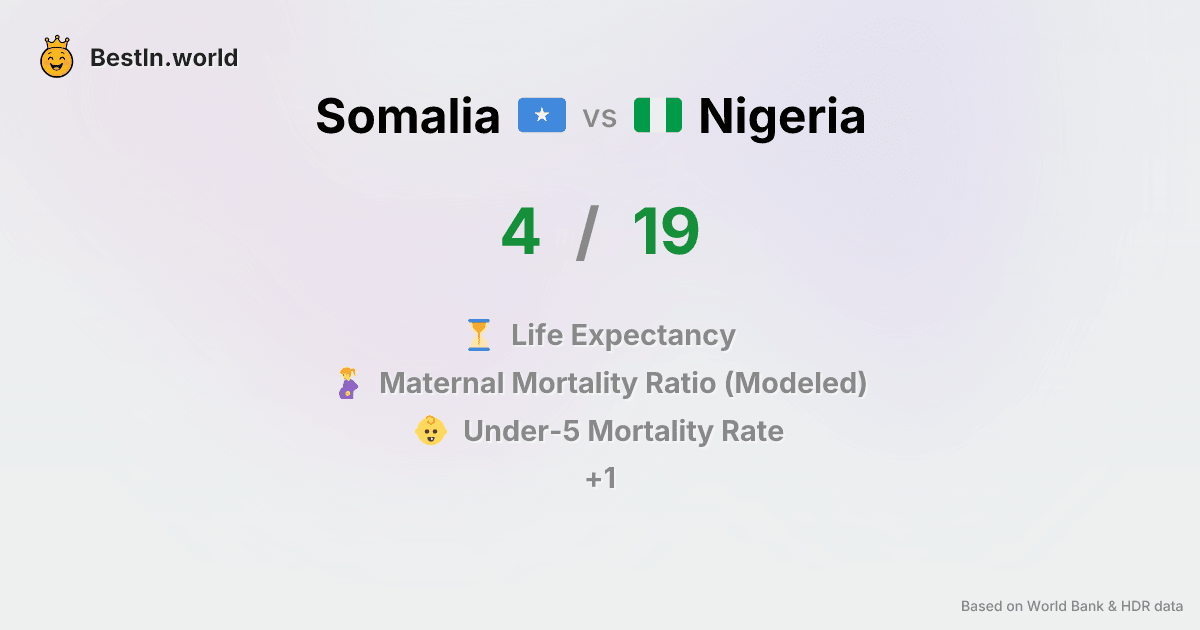 BestIn.world
Somalia vs Nigeria
4 / 19
Life Expectancy
Maternal Mortality Ratio (Modeled)
Under-5 Mortality Rate
+1
Based on World Bank & HDR data